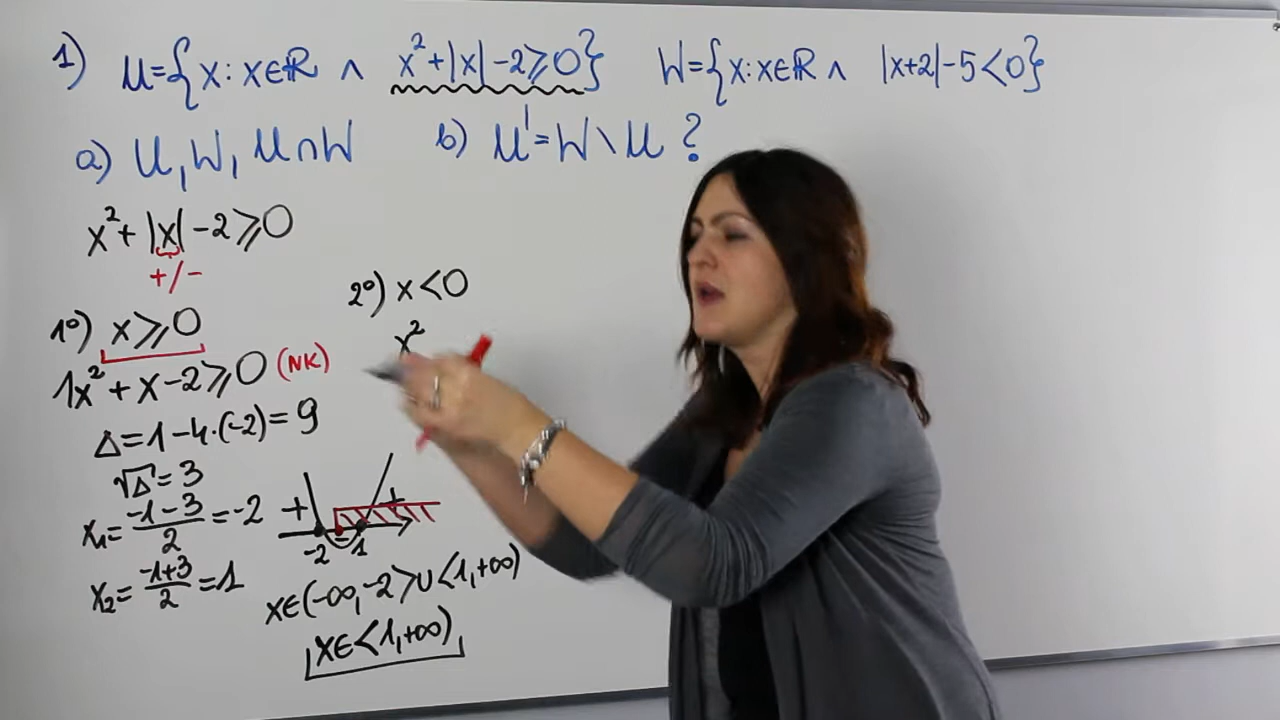 1) U={x: x∈ℝ ∧ x²+|x|-2⩾0} W={x: x∈ℝ ∧ |x+2|-5<0}
a) U, W, U∩W b) U'=W\U ?
x²+|x|-2⩾0
+/-
1°) x⩾0
1x²+x-2⩾0 (NK)
Δ=1-4·(-2)=9
√Δ=3
x₁=(-1-3)/2=-2
x₂=(-1+3)/2=1
+ - +
-2 1
x∈(-∞,-2>∪<1,+∞)
x∈<1,+∞)
2°) x<0
x²